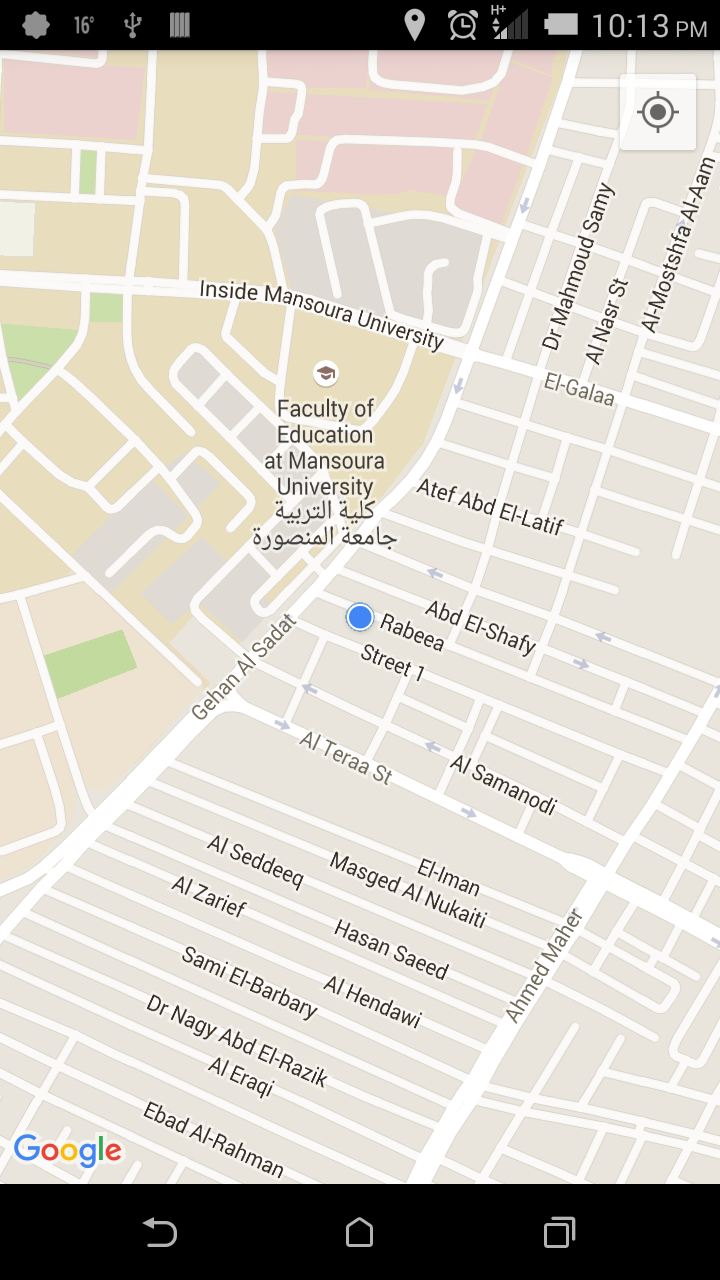 16°
H+
10:13 PM
Dr Mahmoud Samy
Al-Mostshfa Al-Aam
Al Nasr St
Inside Mansoura University
El-Galaa
Faculty of
Education
at Mansoura
University
كلية التربية
جامعة المنصورة
Atef Abd El-Latif
Abd El-Shafy
Rabeea
Street 1
Gehan Al Sadat
Al Teraa St
Al Samanodi
Al Seddeeq
El-Iman
Masged Al Nukaiti
Al Zarief
Hasan Saeed
Ahmed Maher
Sami El-Barbary
Al Hendawi
Dr Nagy Abd El-Razik
Al Eraqi
Ebad Al-Rahman
Google